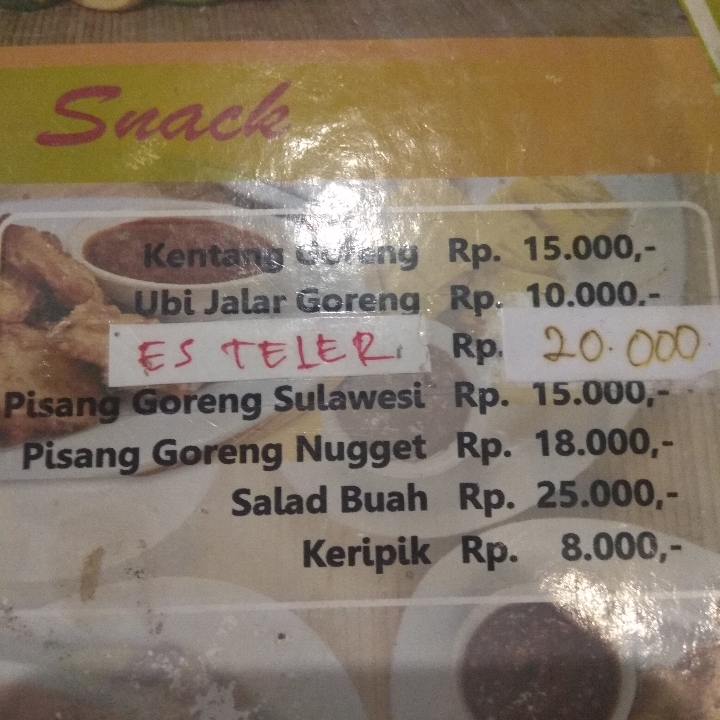 Snack
Kentang Goreng Rp. 15.000,-
Ubi Jalar Goreng Rp. 10.000.-
ES TELER Rp. 20.000
Pisang Goreng Sulawesi Rp. 15.000,-
Pisang Goreng Nugget Rp. 18.000,-
Salad Buah Rp. 25.000,-
Keripik Rp. 8.000,-